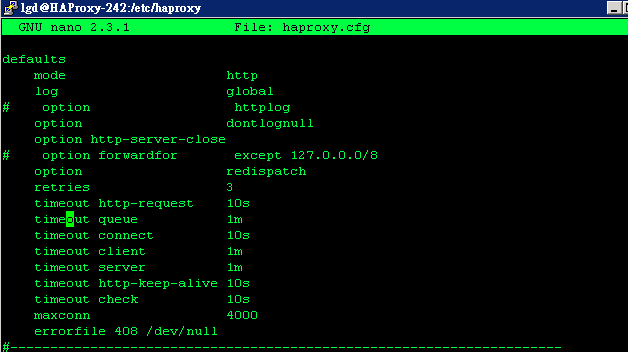 lgd@HAProxy-242:/etc/haproxy
GNU nano 2.3.1 File: haproxy.cfg
defaults
mode http
log global
# option httplog
option dontlognull
option http-server-close
# option forwardfor except 127.0.0.0/8
option redispatch
retries 3
timeout http-request 10s
timeout queue 1m
timeout connect 10s
timeout client 1m
timeout server 1m
timeout http-keep-alive 10s
timeout check 10s
maxconn 4000
errorfile 408 /dev/null
#---------------------------------------------------------------------